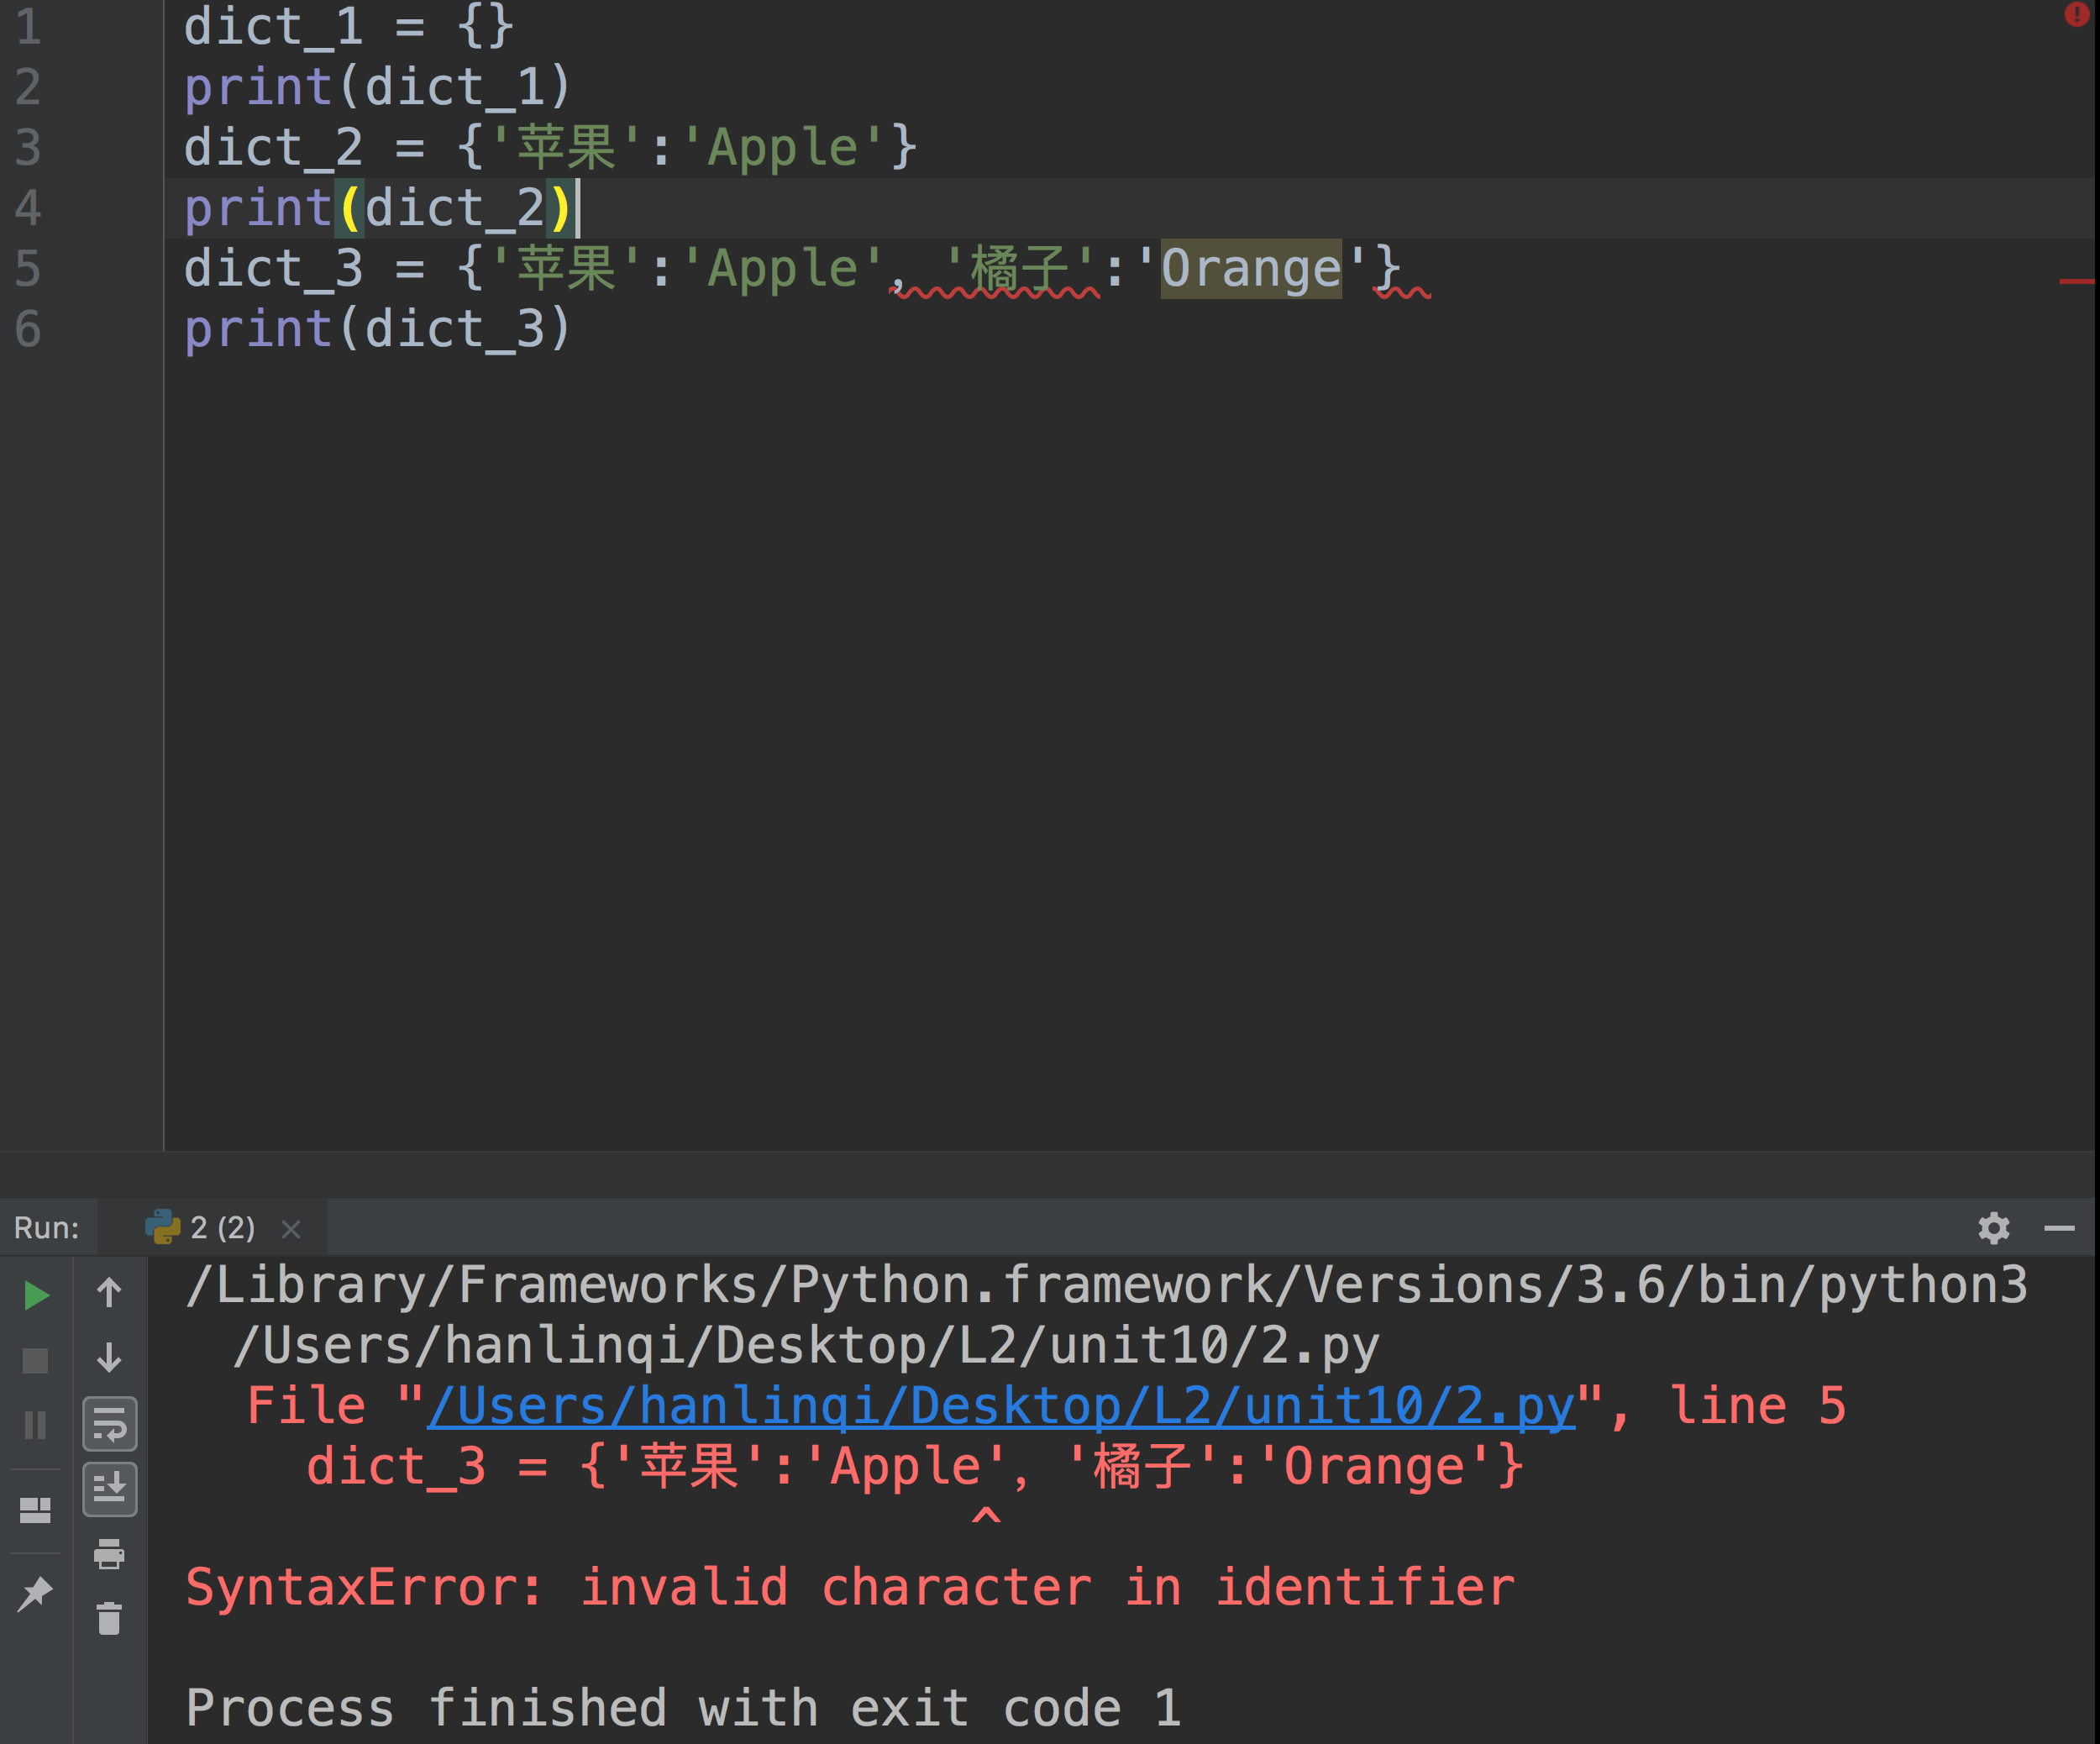 1 dict_1 = {}
2 print(dict_1)
3 dict_2 = {'苹果':'Apple'}
4 print(dict_2)
5 dict_3 = {'苹果':'Apple'，'橘子':'Orange'}
6 print(dict_3)
Run: 2 (2)
/Library/Frameworks/Python.framework/Versions/3.6/bin/python3
/Users/hanlinqi/Desktop/L2/unit10/2.py
File "/Users/hanlinqi/Desktop/L2/unit10/2.py", line 5
dict_3 = {'苹果':'Apple'，'橘子':'Orange'}
^
SyntaxError: invalid character in identifier
Process finished with exit code 1